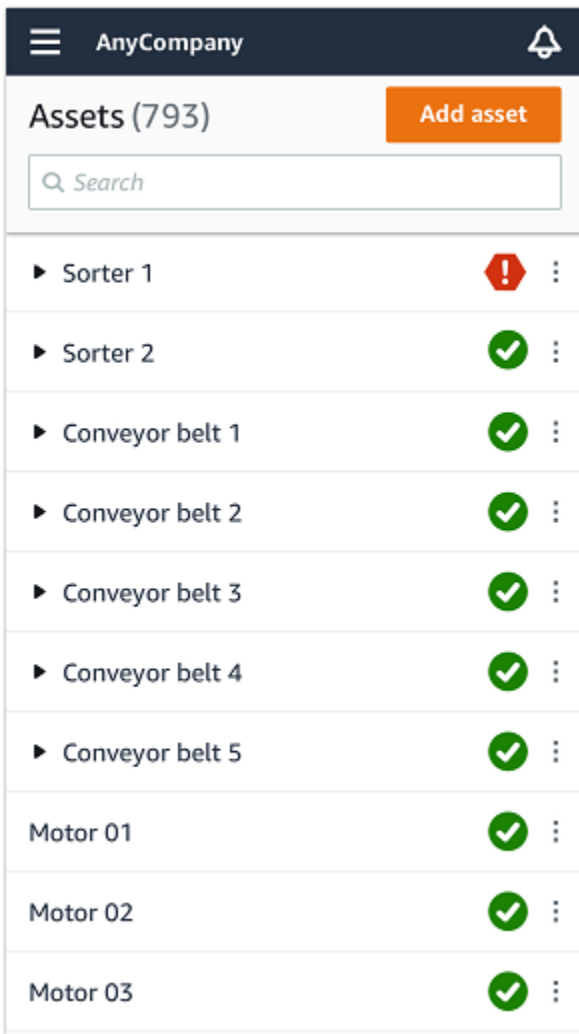 AnyCompany
Assets (793)
Add asset
Search
Sorter 1
Sorter 2
Conveyor belt 1
Conveyor belt 2
Conveyor belt 3
Conveyor belt 4
Conveyor belt 5
Motor 01
Motor 02
Motor 03